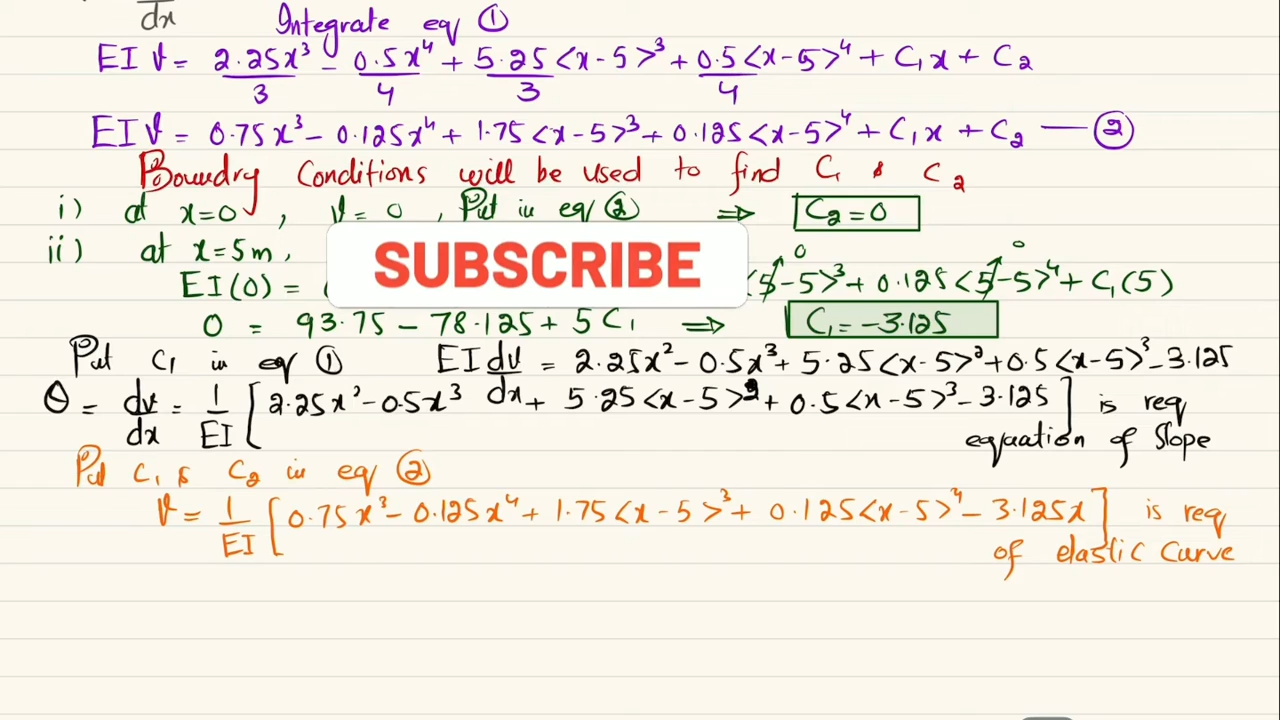 dx Integrate eq ①
EI v = 2.25x³/3 - 0.5x⁴/4 + 5.25<x-5>³/3 + 0.5<x-5>⁴/4 + C₁x + C₂
EI v = 0.75x³ - 0.125x⁴ + 1.75<x-5>³ + 0.125<x-5>⁴ + C₁x + C₂ — ②
Boundry Conditions will be used to find C₁ & C₂
i) at x=0, v= 0, Put in eq ② ⇒ C₂=0
ii) at x=5m,
SUBSCRIBE
EI(0) = <5-5>³ + 0.125<5-5>⁴ + C₁(5)
0 0
0 = 93.75 - 78.125 + 5C₁ ⇒ C₁=-3.125
Put C₁ in eq ① EI dv/dx = 2.25x² - 0.5x³ + 5.25<x-5>² + 0.5<x-5>³ - 3.125
θ = dv/dx = 1/EI [2.25x² - 0.5x³ + 5.25<x-5>² + 0.5<x-5>³ - 3.125] is req
equation of slope
Put C₁ & C₂ in eq ②
v = 1/EI [0.75x³ - 0.125x⁴ + 1.75<x-5>³ + 0.125<x-5>⁴ - 3.125x] is req
of elastic curve